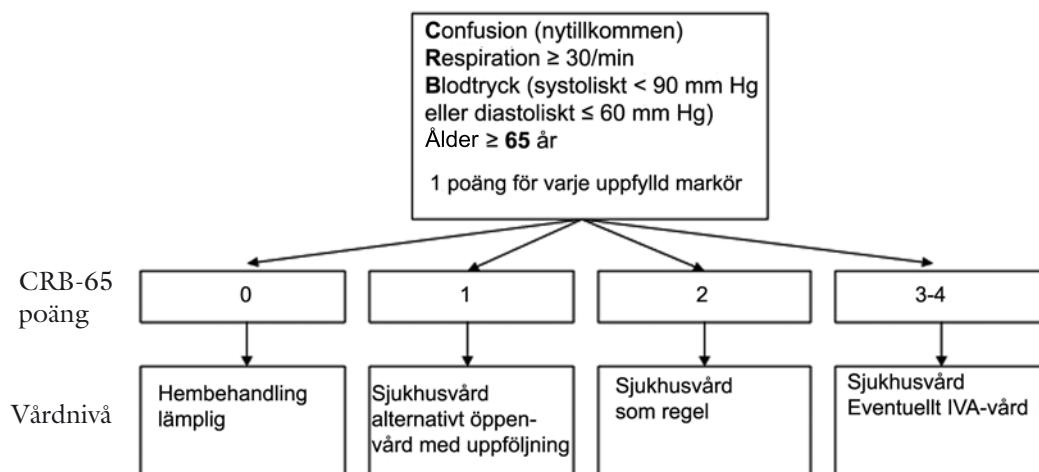 Confusion (nytillkommen)
Respiration ≥ 30/min
Blodtryck (systoliskt < 90 mm Hg
eller diastoliskt ≤ 60 mm Hg)
Ålder ≥ 65 år
1 poäng för varje uppfylld markör
CRB-65
poäng
0
1
2
3-4
Vårdnivå
Hembehandling
lämplig
Sjukhusvård
alternativt öppen-
vård med uppföljning
Sjukhusvård
som regel
Sjukhusvård
Eventuellt IVA-vård